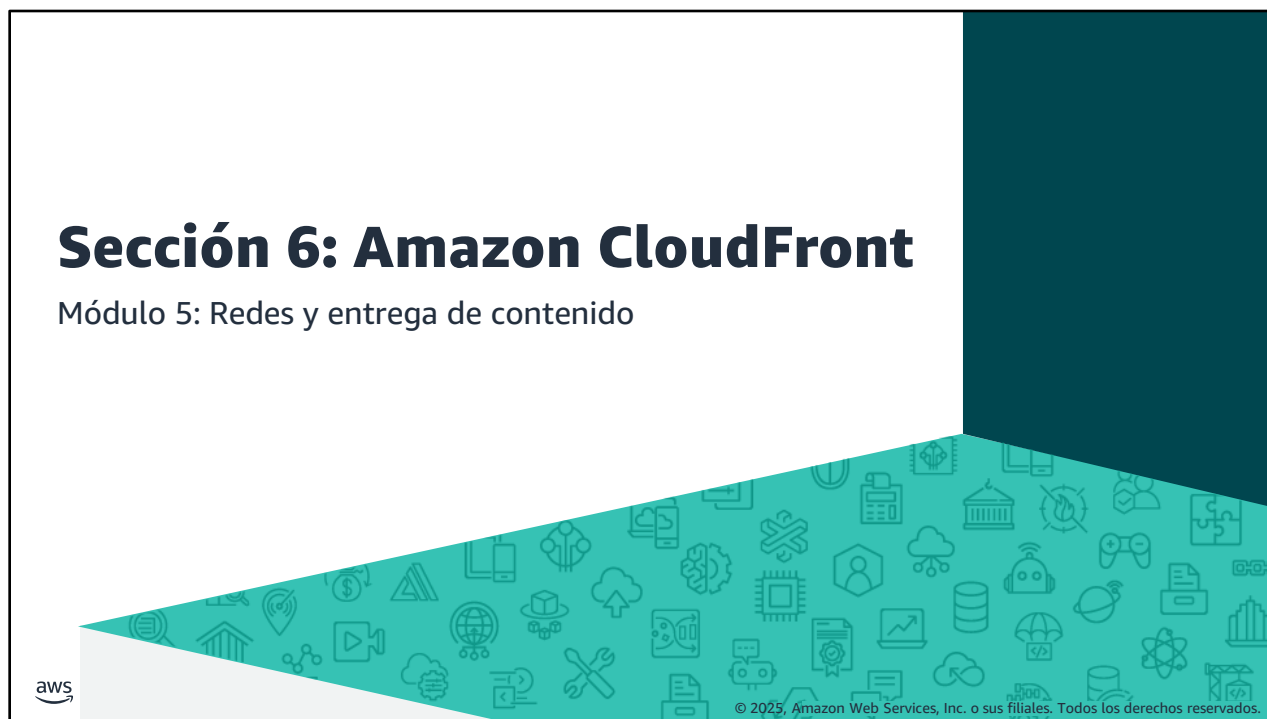 Sección 6: Amazon CloudFront
Módulo 5: Redes y entrega de contenido
aws
© 2025, Amazon Web Services, Inc. o sus filiales. Todos los derechos reservados.